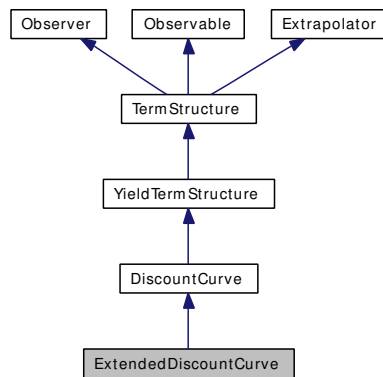 Observer Observable Extrapolator
TermStructure
YieldTermStructure
DiscountCurve
ExtendedDiscountCurve